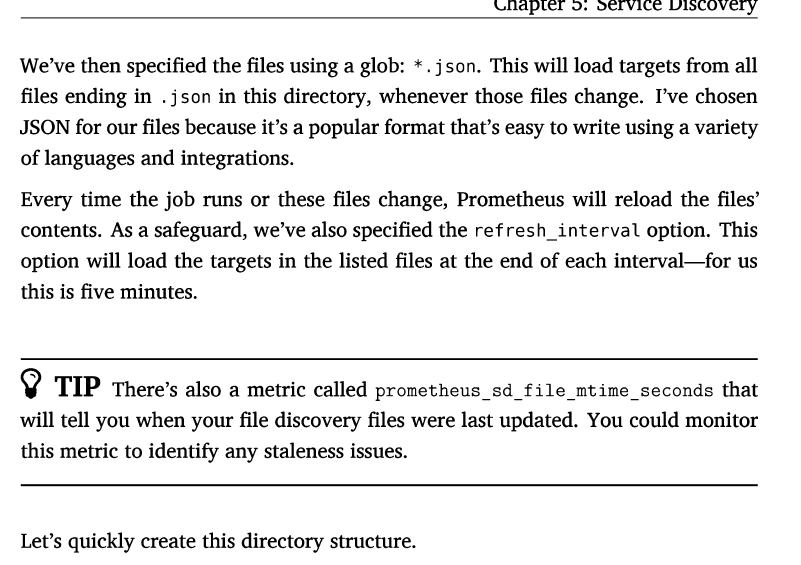 Chapter 5: Service Discovery
We’ve then specified the files using a glob: *.json. This will load targets from all
files ending in .json in this directory, whenever those files change. I’ve chosen
JSON for our files because it’s a popular format that’s easy to write using a variety
of languages and integrations.
Every time the job runs or these files change, Prometheus will reload the files’
contents. As a safeguard, we’ve also specified the refresh_interval option. This
option will load the targets in the listed files at the end of each interval—for us
this is five minutes.
TIP There’s also a metric called prometheus_sd_file_mtime_seconds that
will tell you when your file discovery files were last updated. You could monitor
this metric to identify any staleness issues.
Let’s quickly create this directory structure.